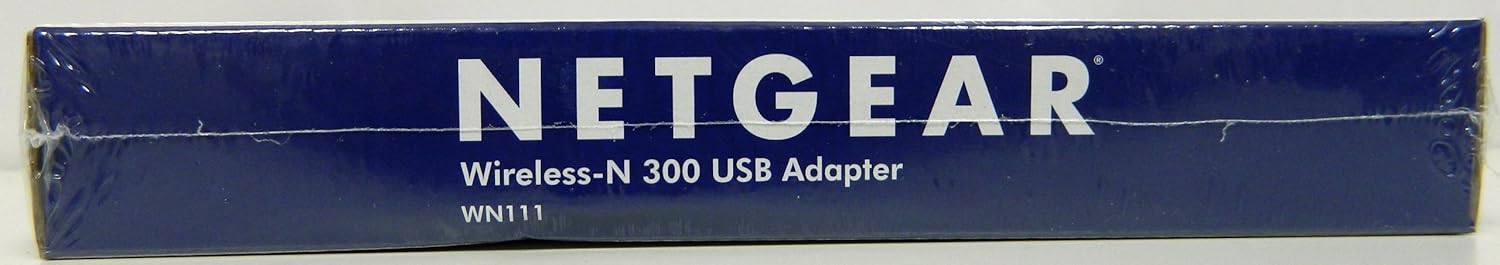 NETGEAR®
Wireless-N 300 USB Adapter
WN111